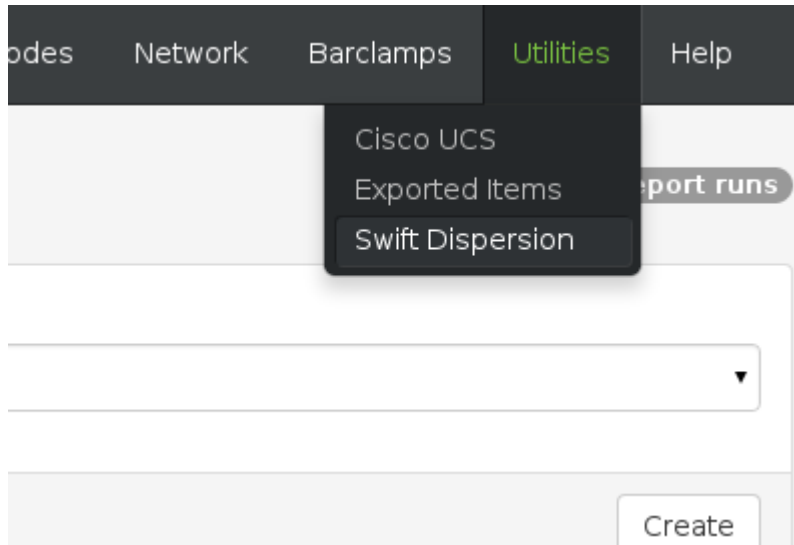 odes Network Barclamps Utilities Help
Cisco UCS
Exported Items
eport runs
Swift Dispersion
Create